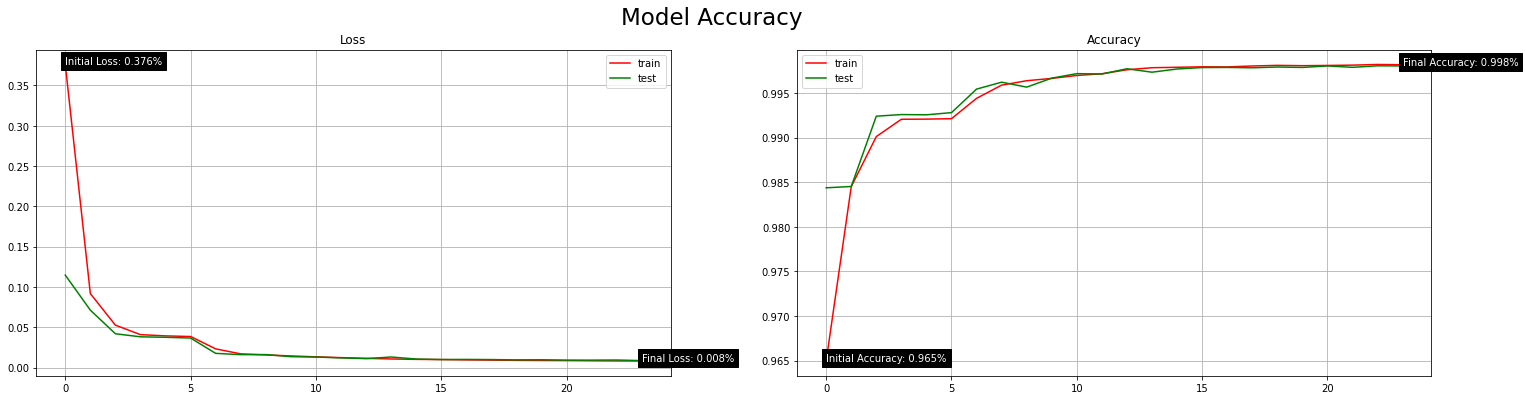 Model Accuracy
Loss
Initial Loss: 0.376%
train
test
0.35
0.30
0.25
0.20
0.15
0.10
0.05
0.00
Final Loss: 0.008%
0 5 10 15 20
Accuracy
train
test
Final Accuracy: 0.998%
0.995
0.990
0.985
0.980
0.975
0.970
0.965
Initial Accuracy: 0.965%
0 5 10 15 20